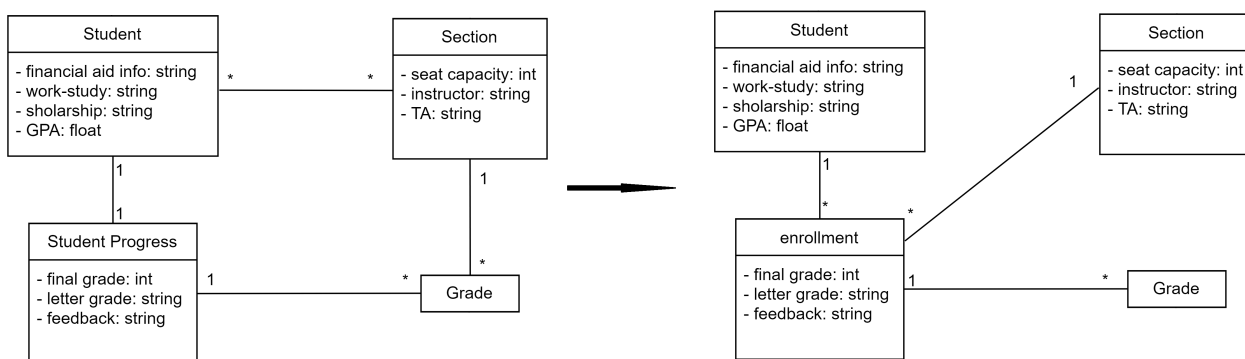 Student
- financial aid info: string
- work-study: string
- sholarship: string
- GPA: float
*
*
Section
- seat capacity: int
- instructor: string
- TA: string
1
1
1
*
Student Progress
- final grade: int
- letter grade: string
- feedback: string
1
*
Grade
Student
- financial aid info: string
- work-study: string
- sholarship: string
- GPA: float
Section
- seat capacity: int
- instructor: string
- TA: string
1
1
*
*
enrollment
- final grade: int
- letter grade: string
- feedback: string
1
*
Grade